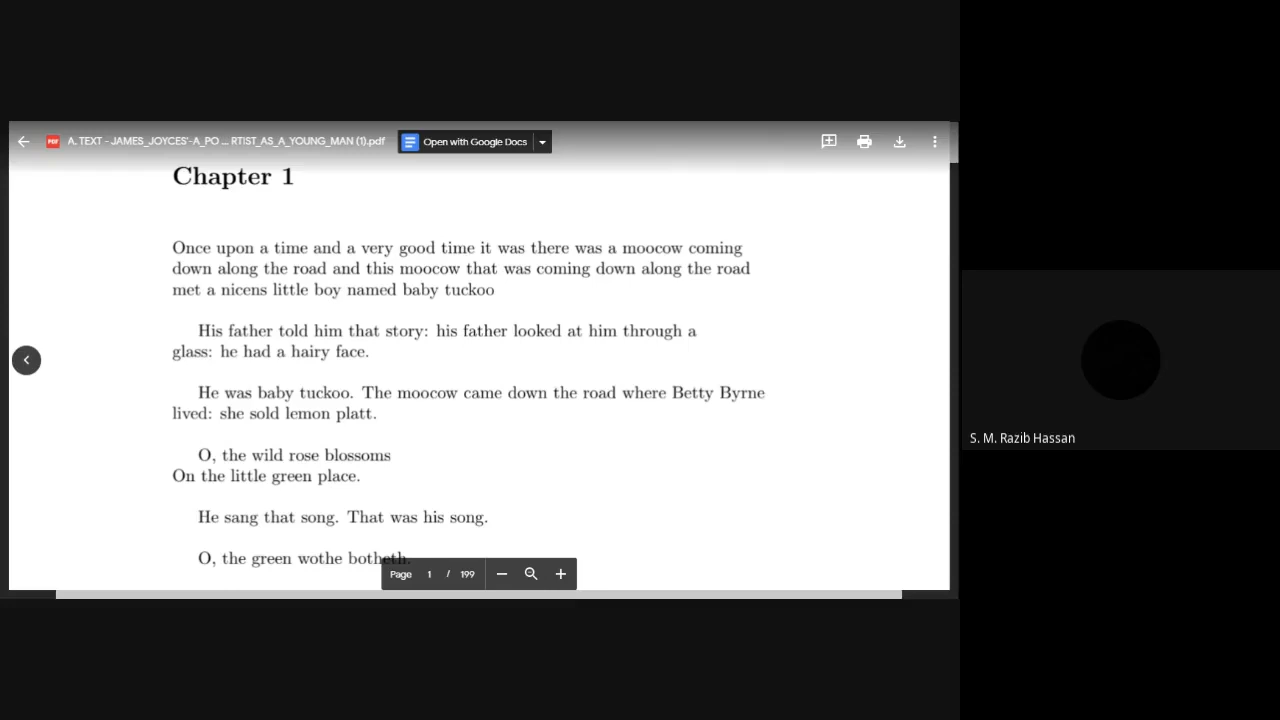 A. TEXT - JAMES_JOYCES'-A_PO ... RTIST_AS_A_YOUNG_MAN (1).pdf
Open with Google Docs
Chapter 1
Once upon a time and a very good time it was there was a moocow coming
down along the road and this moocow that was coming down along the road
met a nicens little boy named baby tuckoo
His father told him that story: his father looked at him through a
glass: he had a hairy face.
He was baby tuckoo. The moocow came down the road where Betty Byrne
lived: she sold lemon platt.
O, the wild rose blossoms
On the little green place.
He sang that song. That was his song.
O, the green wothe botheth.
Page 1 / 199
S. M. Razib Hassan